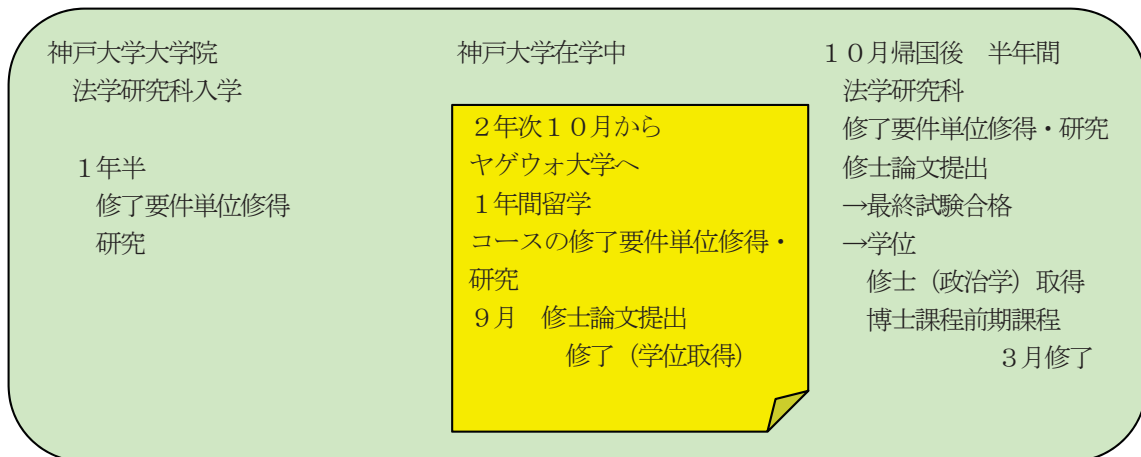 神戸大学大学院
法学研究科入学
１年半
修了要件単位修得
研究
神戸大学在学中
２年次１０月から
ヤゲウォ大学へ
１年間留学
コースの修了要件単位修得・
研究
９月　修士論文提出
修了（学位取得）
１０月帰国後　半年間
法学研究科
修了要件単位修得・研究
修士論文提出
→最終試験合格
→学位
修士（政治学）取得
博士課程前期課程
３月修了